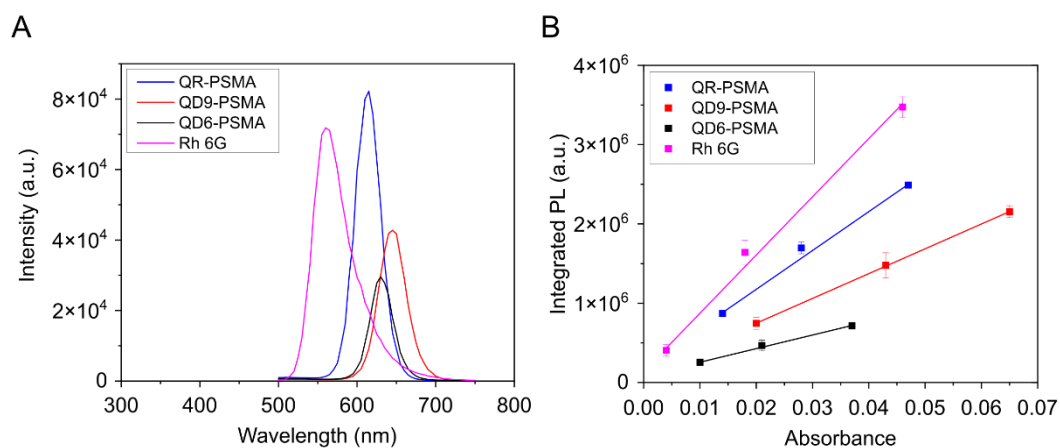 A
QR-PSMA
QD9-PSMA
QD6-PSMA
Rh 6G
8×10⁴
6×10⁴
4×10⁴
2×10⁴
0
300 400 500 600 700 800
Intensity (a.u.)
Wavelength (nm)
B
QR-PSMA
QD9-PSMA
QD6-PSMA
Rh 6G
4×10⁶
3×10⁶
2×10⁶
1×10⁶
0
0.00 0.01 0.02 0.03 0.04 0.05 0.06 0.07
Integrated PL (a.u.)
Absorbance